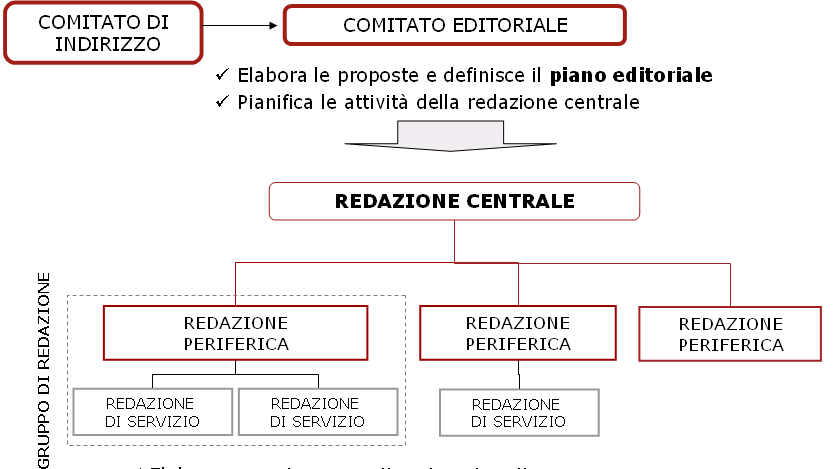 COMITATO DI
INDIRIZZO
COMITATO EDITORIALE
✓ Elabora le proposte e definisce il piano editoriale
✓ Pianifica le attività della redazione centrale
REDAZIONE CENTRALE
GRUPPO DI REDAZIONE
REDAZIONE
PERIFERICA
REDAZIONE
PERIFERICA
REDAZIONE
PERIFERICA
REDAZIONE
DI SERVIZIO
REDAZIONE
DI SERVIZIO
REDAZIONE
DI SERVIZIO